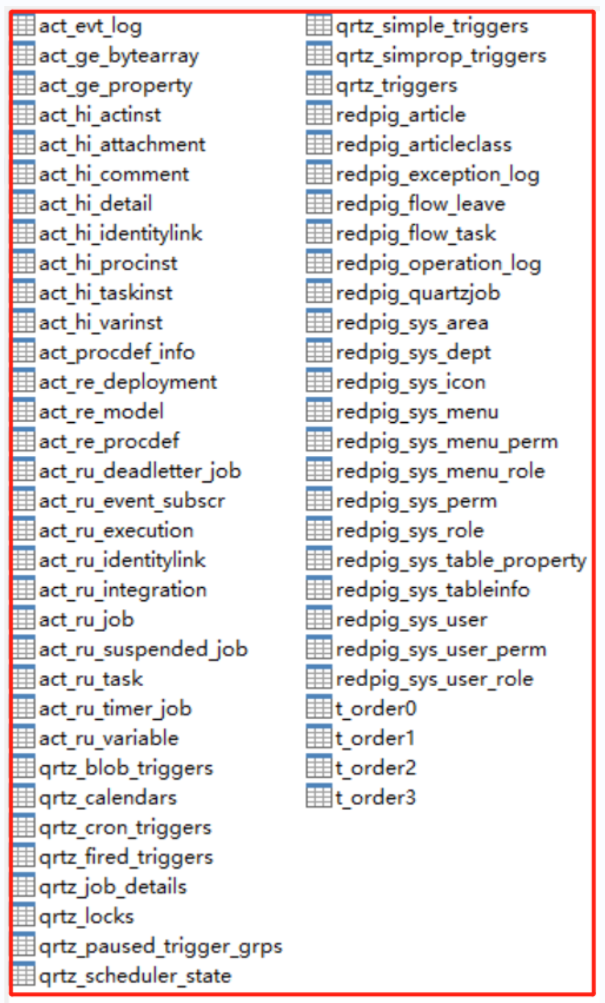 act_evt_log
act_ge_bytearray
act_ge_property
act_hi_actinst
act_hi_attachment
act_hi_comment
act_hi_detail
act_hi_identitylink
act_hi_procinst
act_hi_taskinst
act_hi_varinst
act_procdef_info
act_re_deployment
act_re_model
act_re_procdef
act_ru_deadletter_job
act_ru_event_subscr
act_ru_execution
act_ru_identitylink
act_ru_integration
act_ru_job
act_ru_suspended_job
act_ru_task
act_ru_timer_job
act_ru_variable
qrtz_blob_triggers
qrtz_calendars
qrtz_cron_triggers
qrtz_fired_triggers
qrtz_job_details
qrtz_locks
qrtz_paused_trigger_grps
qrtz_scheduler_state
qrtz_simple_triggers
qrtz_simprop_triggers
qrtz_triggers
redpig_article
redpig_articleclass
redpig_exception_log
redpig_flow_leave
redpig_flow_task
redpig_operation_log
redpig_quartzjob
redpig_sys_area
redpig_sys_dept
redpig_sys_icon
redpig_sys_menu
redpig_sys_menu_perm
redpig_sys_menu_role
redpig_sys_perm
redpig_sys_role
redpig_sys_table_property
redpig_sys_tableinfo
redpig_sys_user
redpig_sys_user_perm
redpig_sys_user_role
t_order0
t_order1
t_order2
t_order3